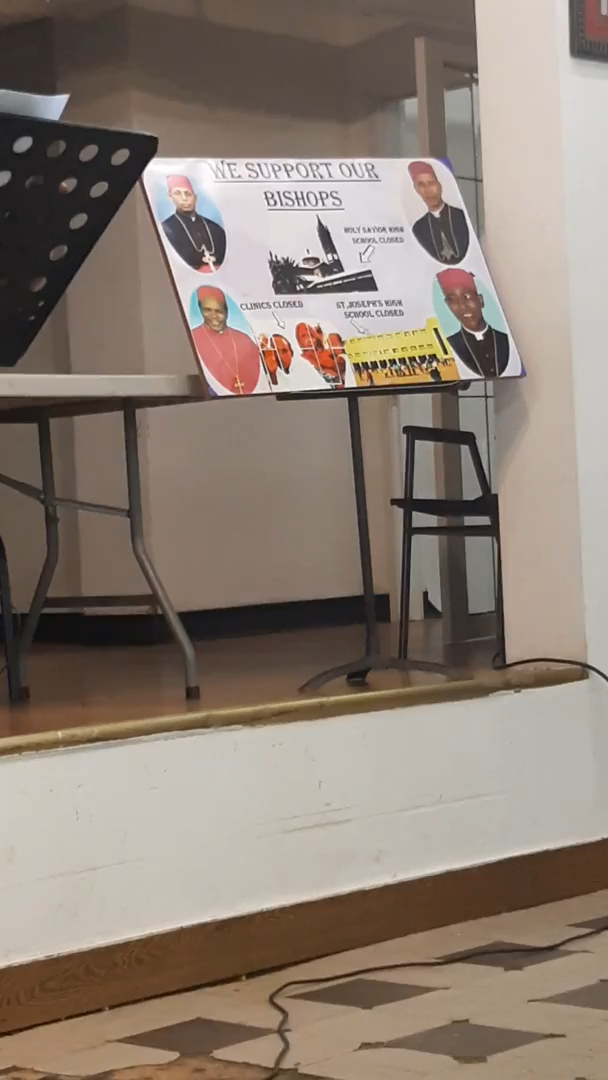 WE SUPPORT OUR
BISHOPS
HOLY SAVIOR HIGH
SCHOOL CLOSED
CLINICS CLOSED
ST.JOSEPH'S HIGH
SCHOOL CLOSED